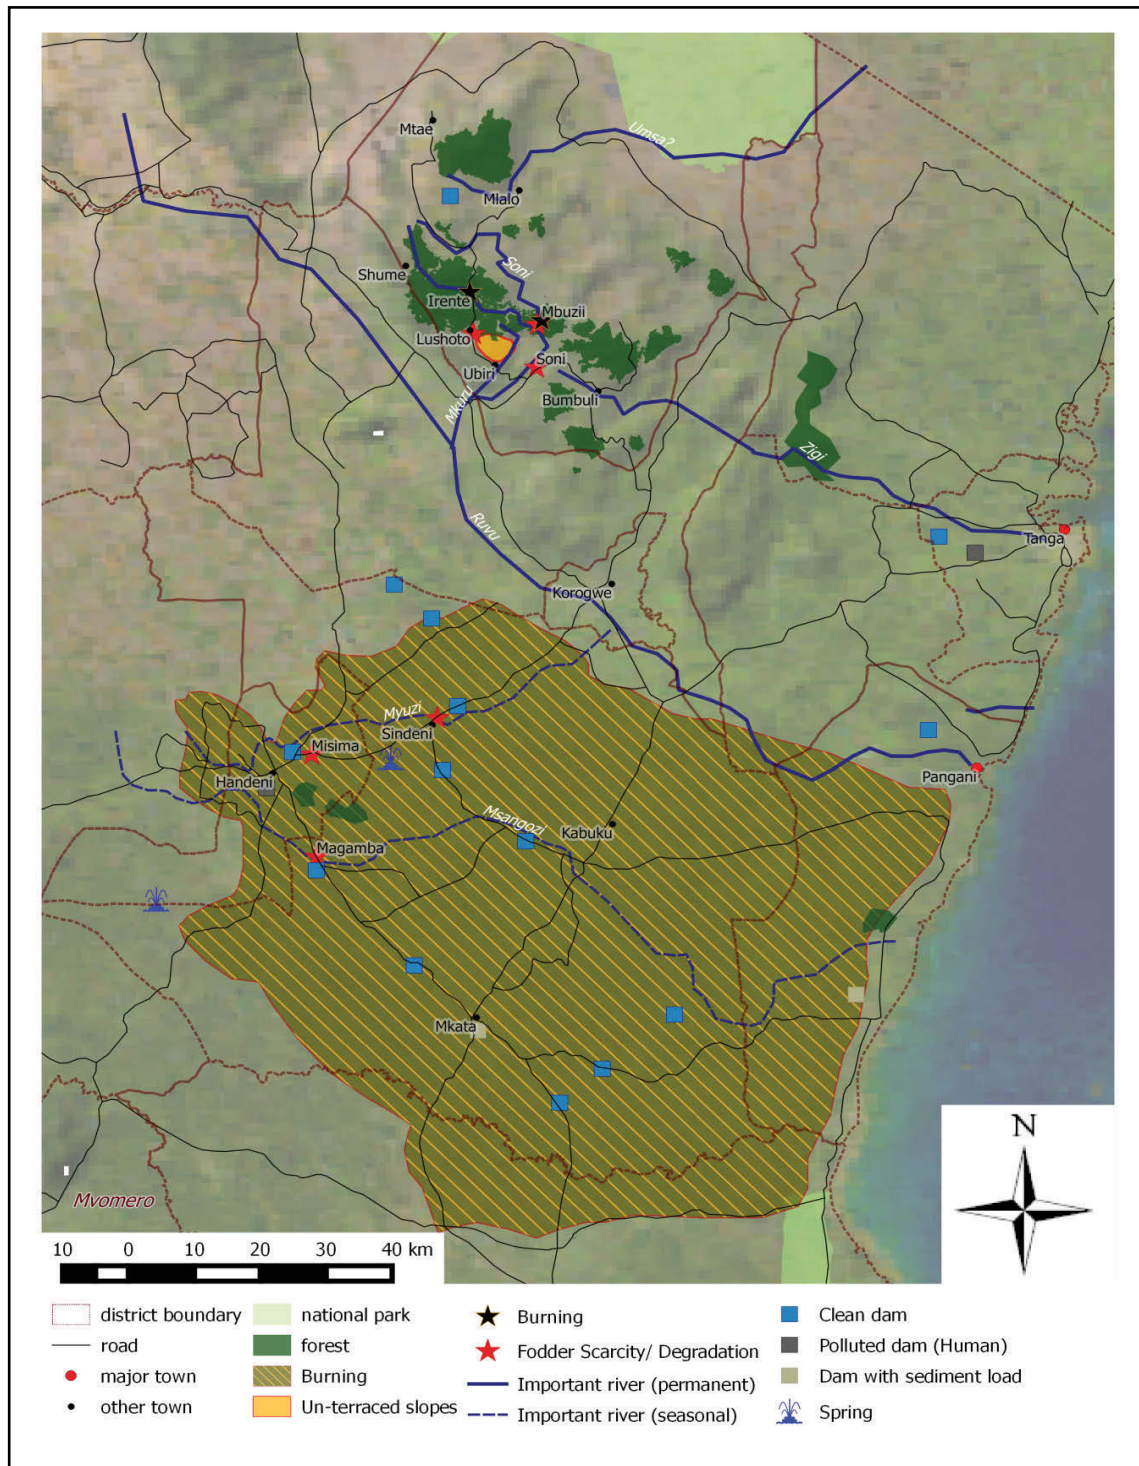 Mtae
Umsa?
Mlalo
Soni
Shume
Irente
Mbuzii
Lushoto
Soni
Ubiri
Bumbuli
Mkuru
Zigi
Ruvu
Tanga
Korogwe
Myuzi
Sindeni
Misima
Handeni
Pangani
Msangozi
Kabuku
Magamba
Mkata
N
Mvomero
10 0 10 20 30 40 km
district boundary
road
major town
other town
national park
forest
Burning
Un-terraced slopes
Burning
Fodder Scarcity/ Degradation
Important river (permanent)
Important river (seasonal)
Clean dam
Polluted dam (Human)
Dam with sediment load
Spring